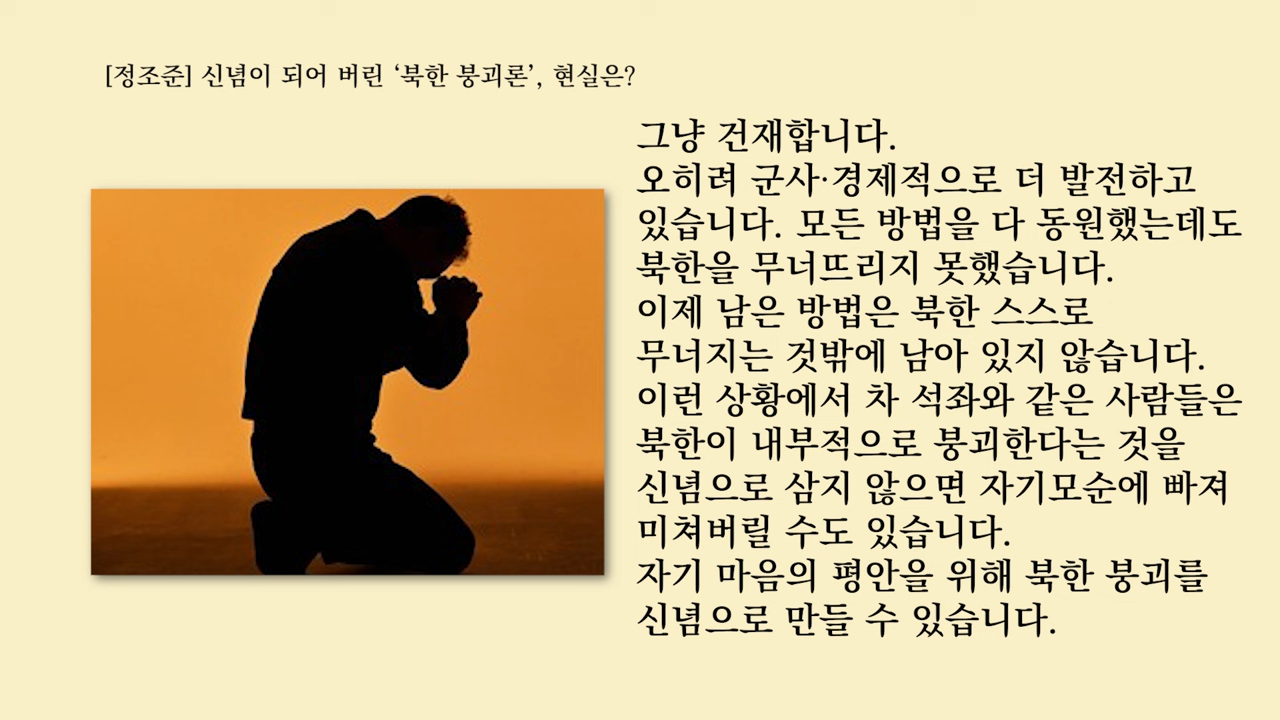 [정조준] 신념이 되어 버린 ‘북한 붕괴론’, 현실은?
그냥 건재합니다.
오히려 군사·경제적으로 더 발전하고
있습니다. 모든 방법을 다 동원했는데도
북한을 무너뜨리지 못했습니다.
이제 남은 방법은 북한 스스로
무너지는 것밖에 남아 있지 않습니다.
이런 상황에서 차 석좌와 같은 사람들은
북한이 내부적으로 붕괴한다는 것을
신념으로 삼지 않으면 자기모순에 빠져
미쳐버릴 수도 있습니다.
자기 마음의 평안을 위해 북한 붕괴를
신념으로 만들 수 있습니다.